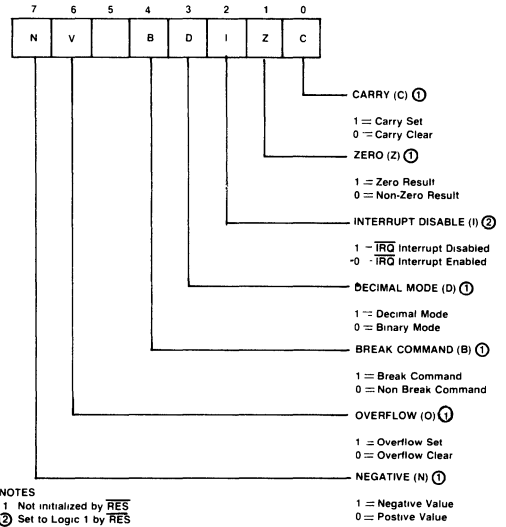 7 6 5 4 3 2 1 0
N V B D I Z C
CARRY (C) ①
1 = Carry Set
0 = Carry Clear
ZERO (Z) ①
1 = Zero Result
0 = Non-Zero Result
INTERRUPT DISABLE (I) ②
1 - IRQ Interrupt Disabled
-0 - IRQ Interrupt Enabled
DECIMAL MODE (D) ①
1 = Decimal Mode
0 = Binary Mode
BREAK COMMAND (B) ①
1 = Break Command
0 = Non Break Command
OVERFLOW (O) ①
1 = Overflow Set
0 = Overflow Clear
NEGATIVE (N) ①
1 = Negative Value
0 = Postive Value
NOTES
1 Not initialized by RES
② Set to Logic 1 by RES